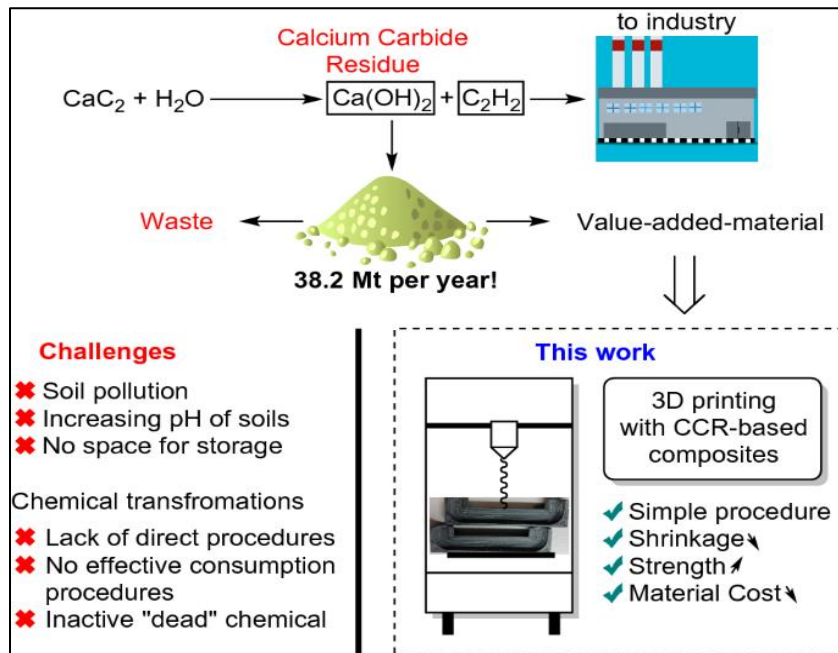 to industry
Calcium Carbide
Residue
CaC₂ + H₂O
Ca(OH)₂ + C₂H₂
Waste
Value-added-material
38.2 Mt per year!
Challenges
✖ Soil pollution
✖ Increasing pH of soils
✖ No space for storage
Chemical transfromations
✖ Lack of direct procedures
✖ No effective consumption
procedures
✖ Inactive "dead" chemical
This work
3D printing
with CCR-based
composites
✔ Simple procedure
✔ Shrinkage
✔ Strength
✔ Material Cost